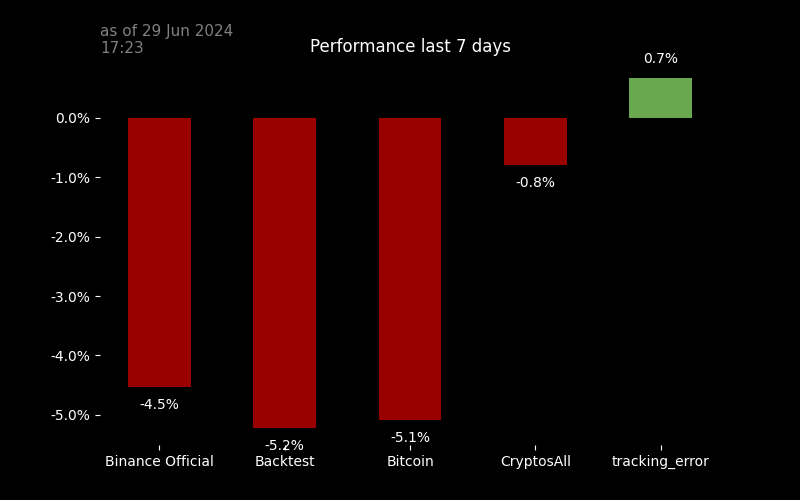 as of 29 Jun 2024
17:23
Performance last 7 days
0.7%
0.0%
-1.0%
-0.8%
-2.0%
-3.0%
-4.0%
-4.5%
-5.0%
-5.1%
-5.2%
Binance Official
Backtest
Bitcoin
CryptosAll
tracking_error